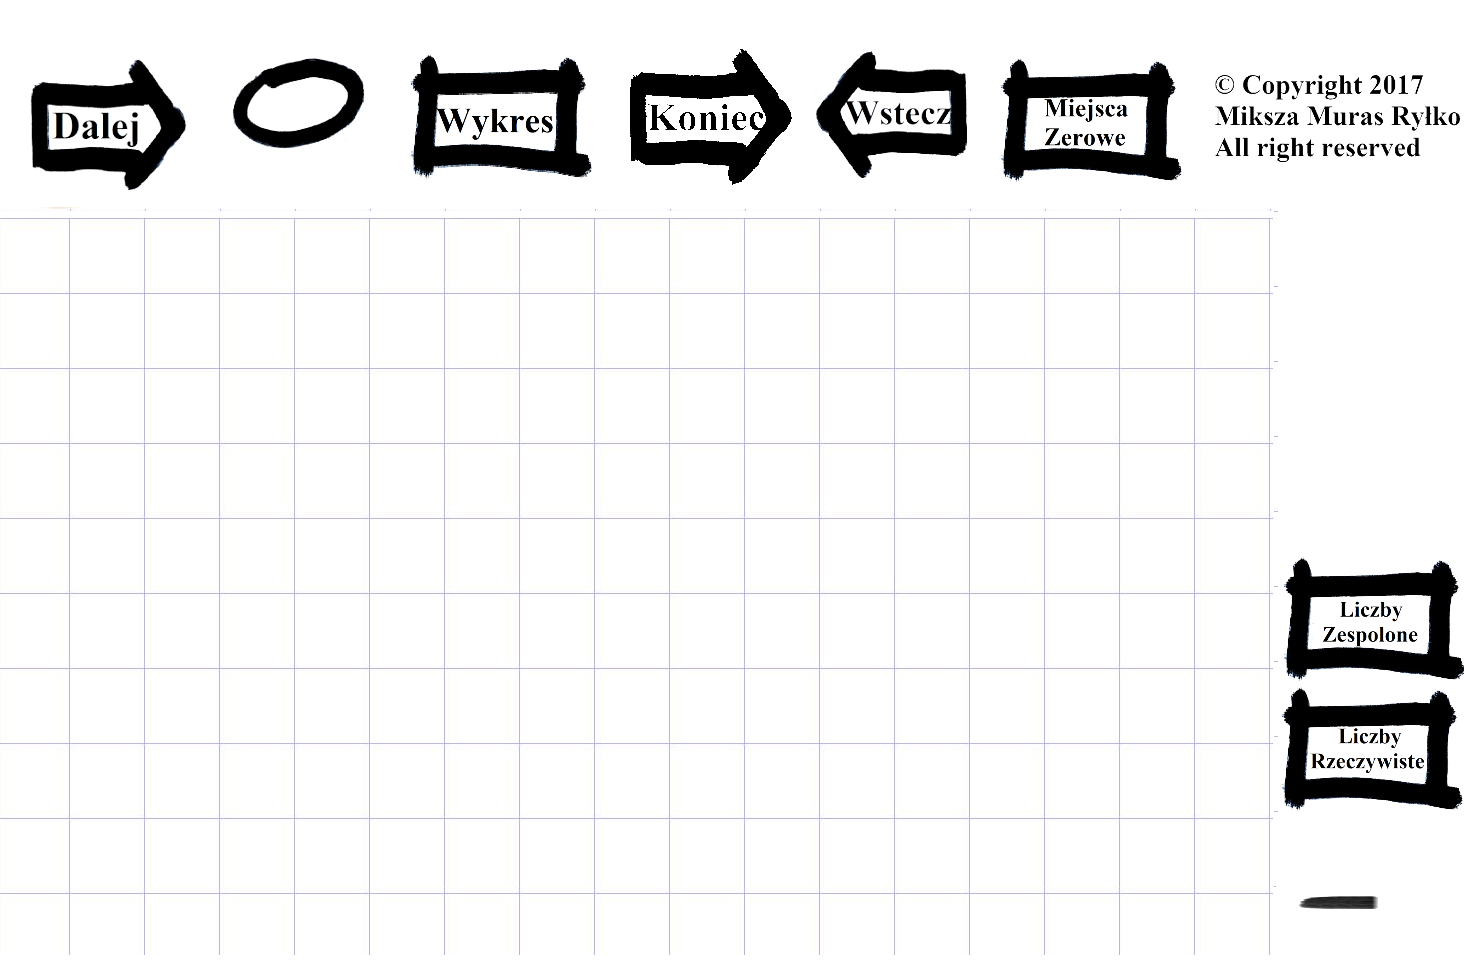 Dalej
Wykres
Koniec
Wstecz
Miejsca
Zerowe
© Copyright 2017
Miksza Muras Ryłko
All right reserved
Liczby
Zespolone
Liczby
Rzeczywiste